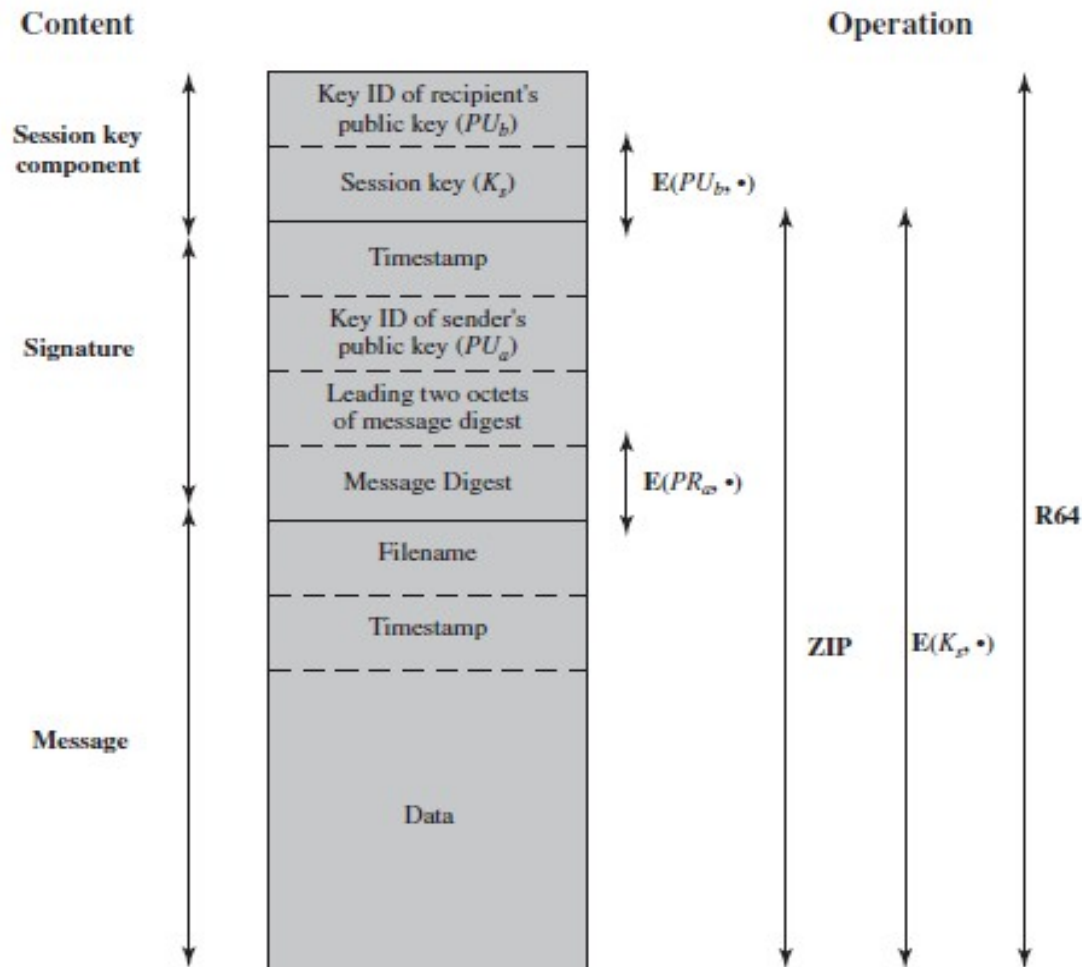 Content
Operation
Session key
component
Key ID of recipient's
public key (PU_b)
Session key (K_s)
E(PU_b, •)
Signature
Timestamp
Key ID of sender's
public key (PU_a)
Leading two octets
of message digest
Message Digest
E(PR_a, •)
Message
Filename
Timestamp
Data
ZIP
E(K_s, •)
R64